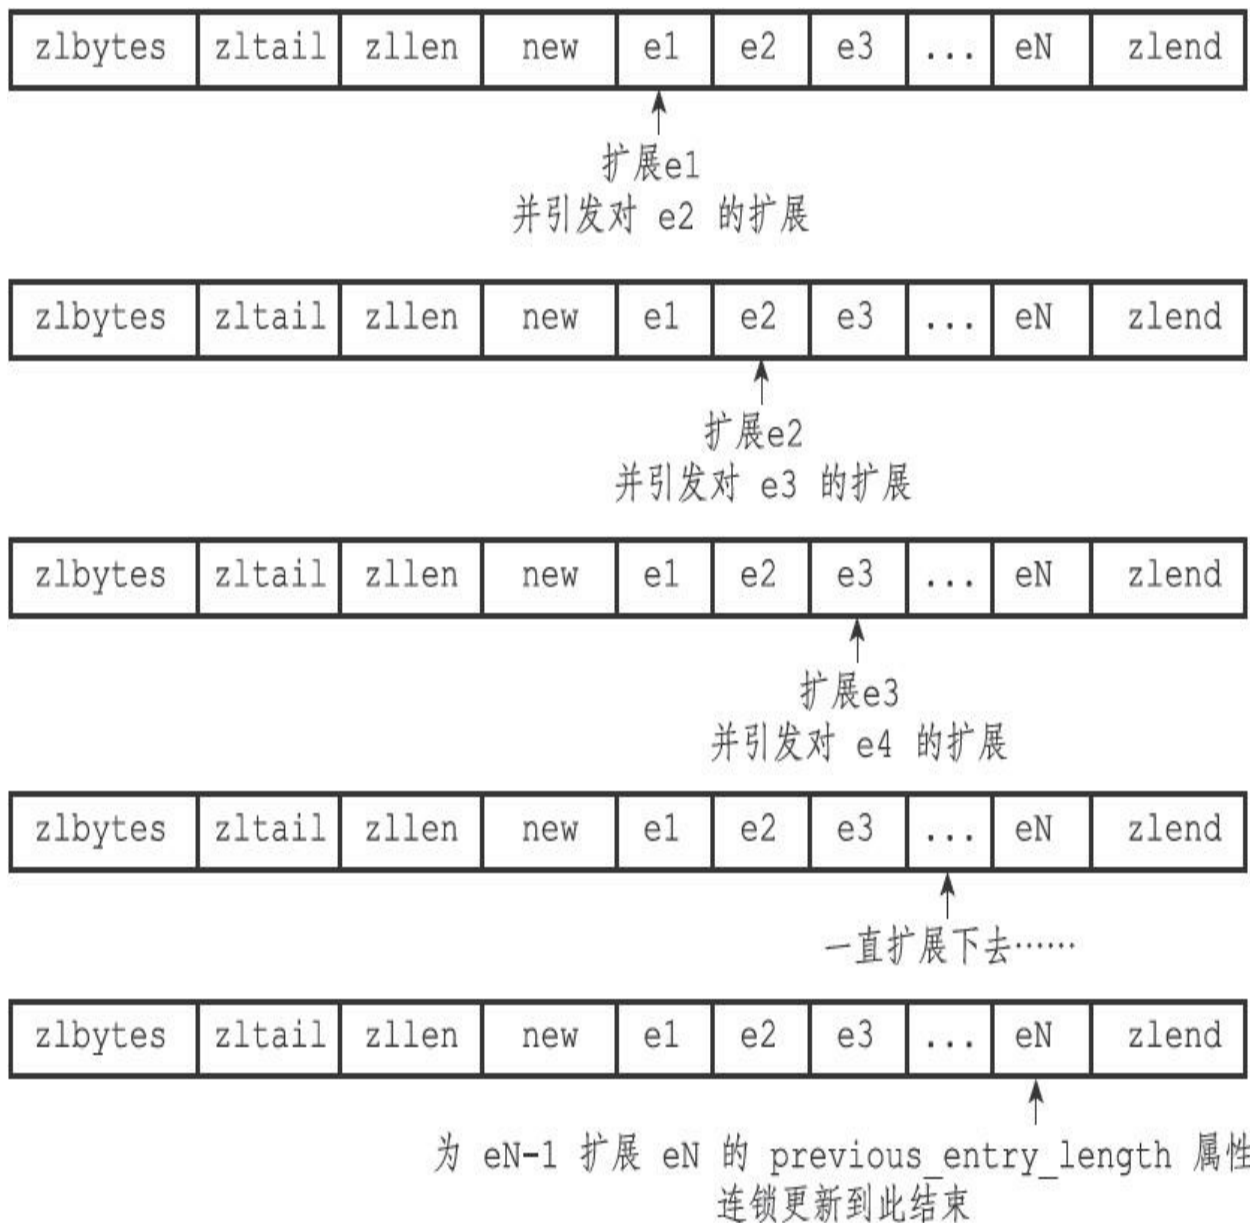 zlbytes zltail zllen new e1 e2 e3 ... eN zlend
扩展e1
并引发对 e2 的扩展
zlbytes zltail zllen new e1 e2 e3 ... eN zlend
扩展e2
并引发对 e3 的扩展
zlbytes zltail zllen new e1 e2 e3 ... eN zlend
扩展e3
并引发对 e4 的扩展
zlbytes zltail zllen new e1 e2 e3 ... eN zlend
一直扩展下去……
zlbytes zltail zllen new e1 e2 e3 ... eN zlend
为 eN-1 扩展 eN 的 previous_entry_length 属性
连锁更新到此结束